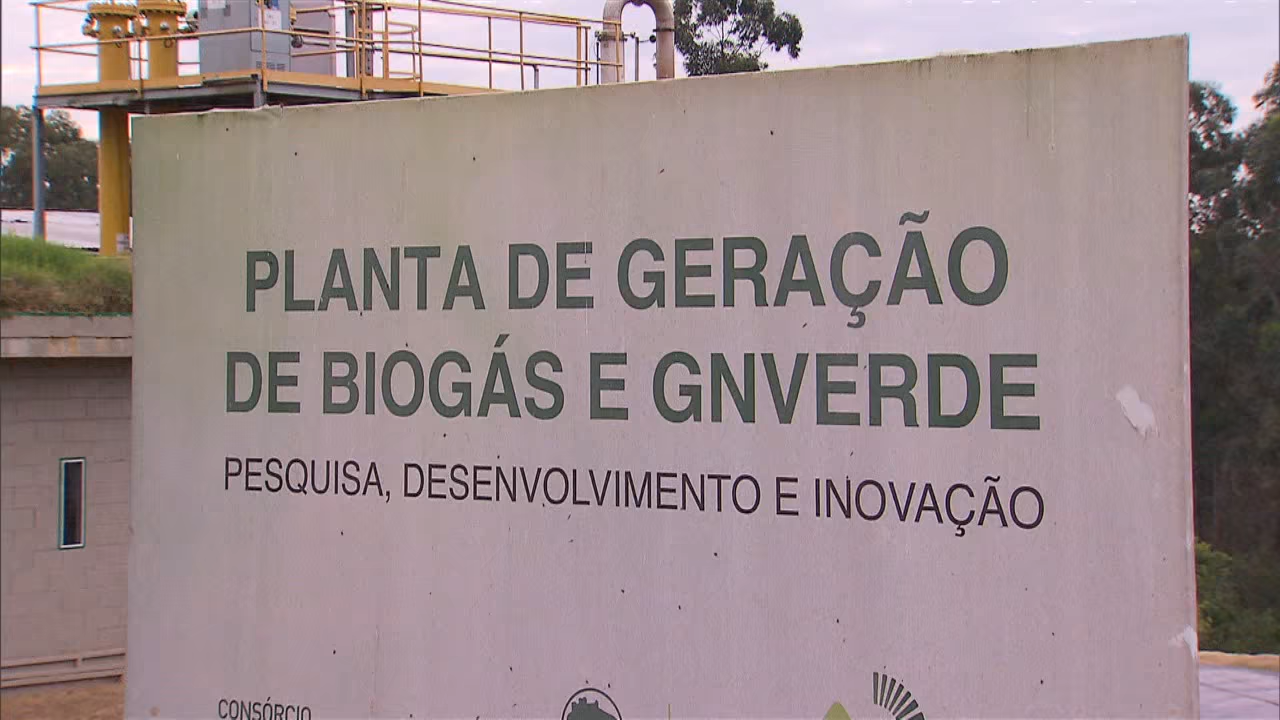 PLANTA DE GERAÇÃO
DE BIOGÁS E GNVERDE
PESQUISA, DESENVOLVIMENTO E INOVAÇÃO
CONSÓRCIO